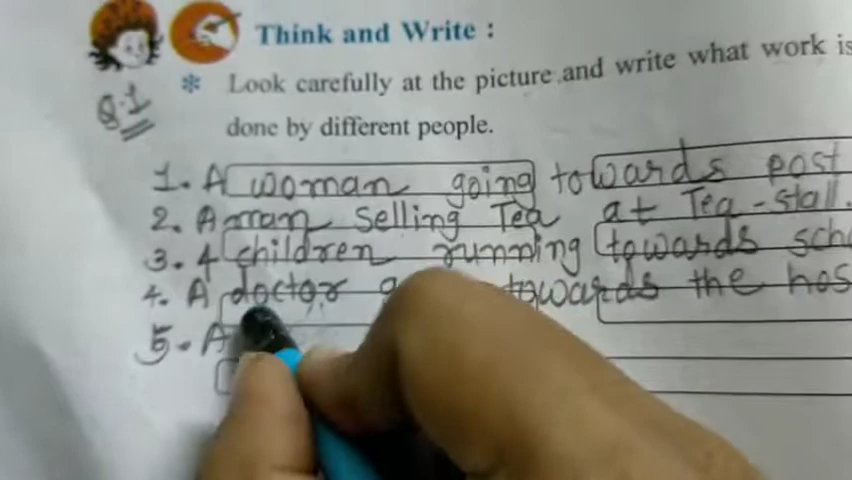 Think and Write :
Q.1
* Look carefully at the picture and write what work is
done by different people.
1. A woman going towards post
2. A man selling Tea at Tea-stall.
3. 4 children running towards sch
4. A doctor towards the hos
5. A